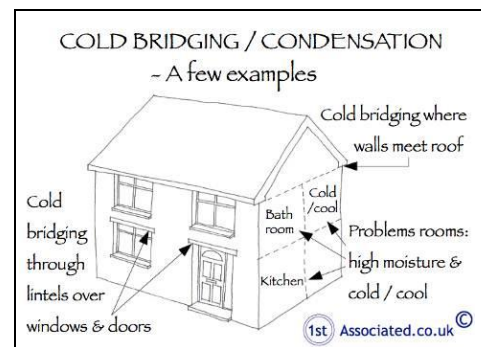 COLD BRIDGING / CONDENSATION
- A few examples
Cold bridging where
walls meet roof
Cold
bridging
through
lintels over
windows & doors
Cold
/cool
Bath
room
Kitchen
Problems rooms:
high moisture &
cold / cool
1st Associated.co.uk ©